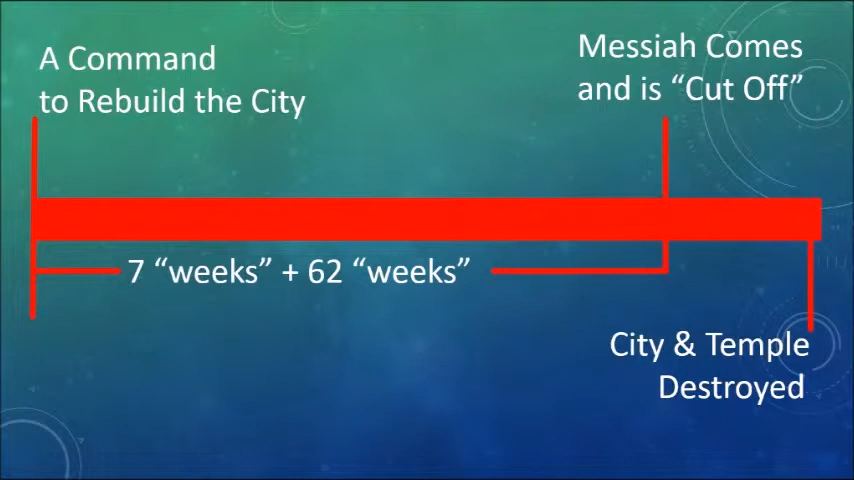 A Command
to Rebuild the City
Messiah Comes
and is “Cut Off”
7 “weeks” + 62 “weeks”
City & Temple
Destroyed